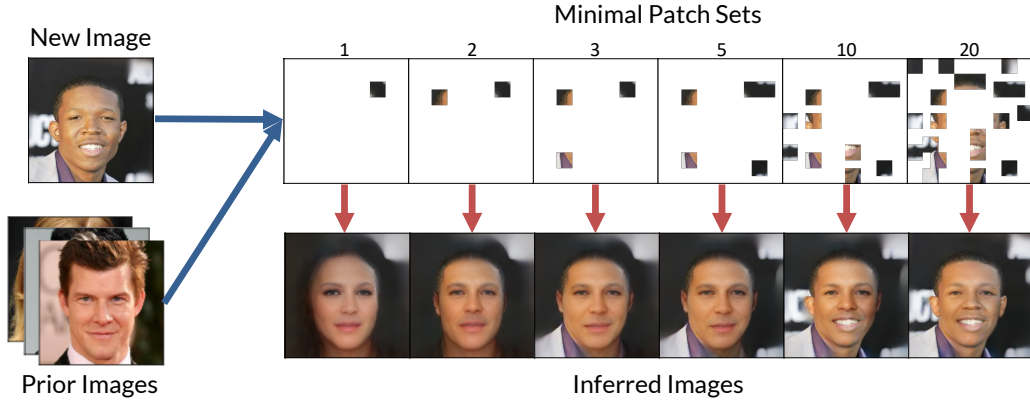 Minimal Patch Sets
New Image
1 2 3 5 10 20
Prior Images
Inferred Images